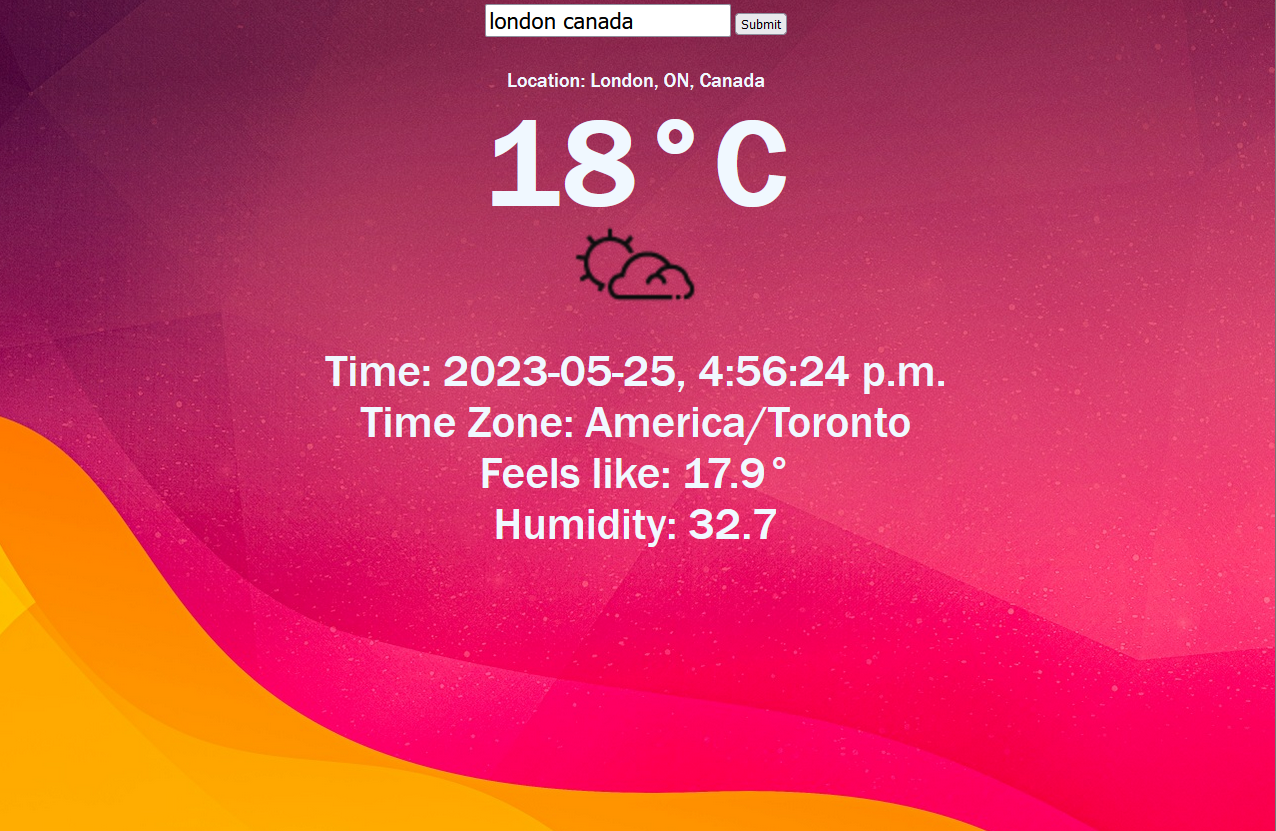 london canada
Submit
Location: London, ON, Canada
18°C
Time: 2023-05-25, 4:56:24 p.m.
Time Zone: America/Toronto
Feels like: 17.9°
Humidity: 32.7